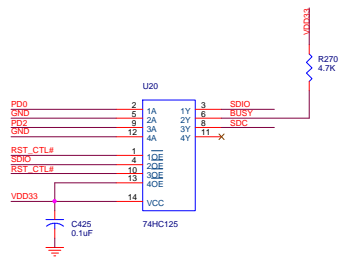 VDD33
R270
4.7K
U20
PD0 2 1A 1Y 3 SDIO
GND 5 2A 2Y 6 BUSY
PD2 9 3A 3Y 8 SDC
GND 12 4A 4Y 11
RST_CTL# 1 1OE
SDIO 4 2OE
RST_CTL# 10 3OE
13 4OE
VDD33 14 VCC
C425
0.1uF
74HC125